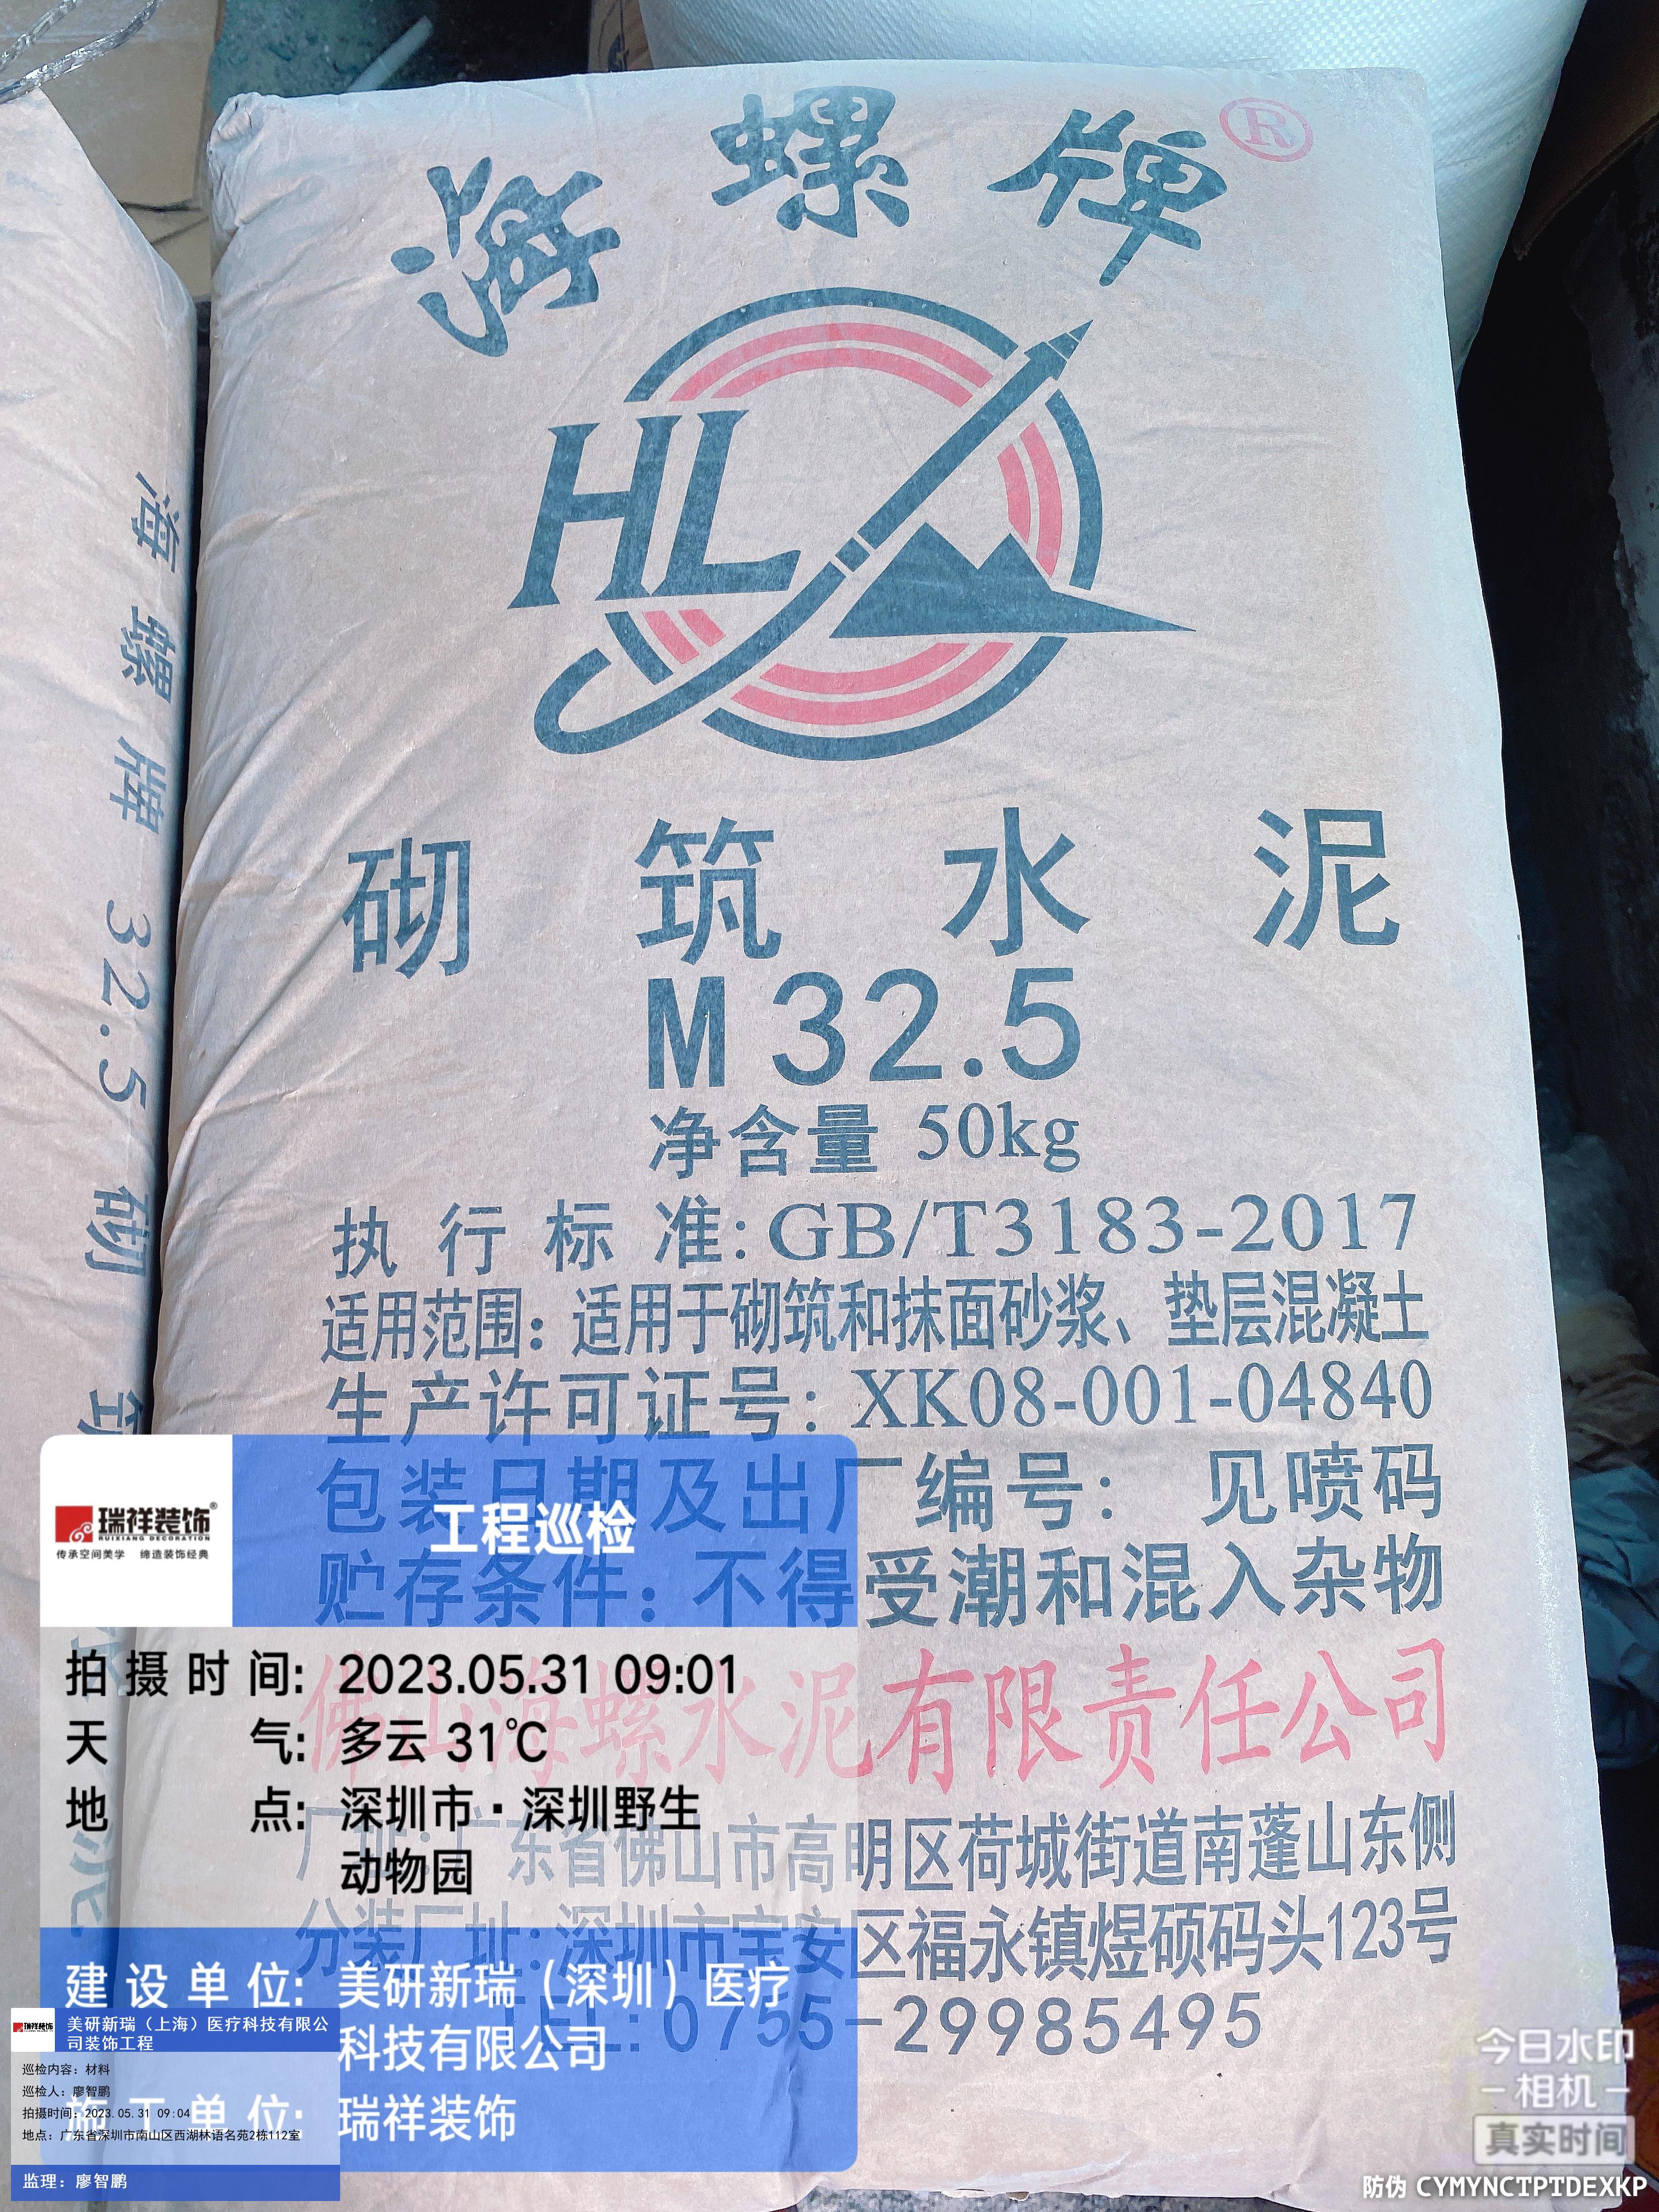 海螺牌®
HL
砌筑水泥
M32.5
净含量 50kg
执行标准:GB/T3183-2017
适用范围:适用于砌筑和抹面砂浆、垫层混凝土
生产许可证号:XK08-001-04840
包装日期及出厂编号: 见喷码
贮存条件:不得受潮和混入杂物
佛山海螺水泥有限责任公司
厂址:广东省佛山市高明区荷城街道南蓬山东侧
分装厂址:深圳市宝安区福永镇煜硕码头123号
TEL:0755-29985495
海螺牌 32.5 砌
瑞祥装饰®
RUIXIANG DECORATION
传承空间美学 缔造装饰经典
工程巡检
拍摄时间: 2023.05.31 09:01
天气: 多云 31℃
地点: 深圳市·深圳野生
动物园
建设单位: 美研新瑞（深圳）医疗
科技有限公司
施工单位: 瑞祥装饰
瑞祥装饰
美研新瑞（上海）医疗科技有限公
司装饰工程
巡检内容: 材料
巡检人: 廖智鹏
拍摄时间: 2023.05.31 09:04
地点: 广东省深圳市南山区西湖林语名苑2栋112室
监理: 廖智鹏
今日水印
-相机-
真实时间
防伪 CYMYNCTPTDEXKP